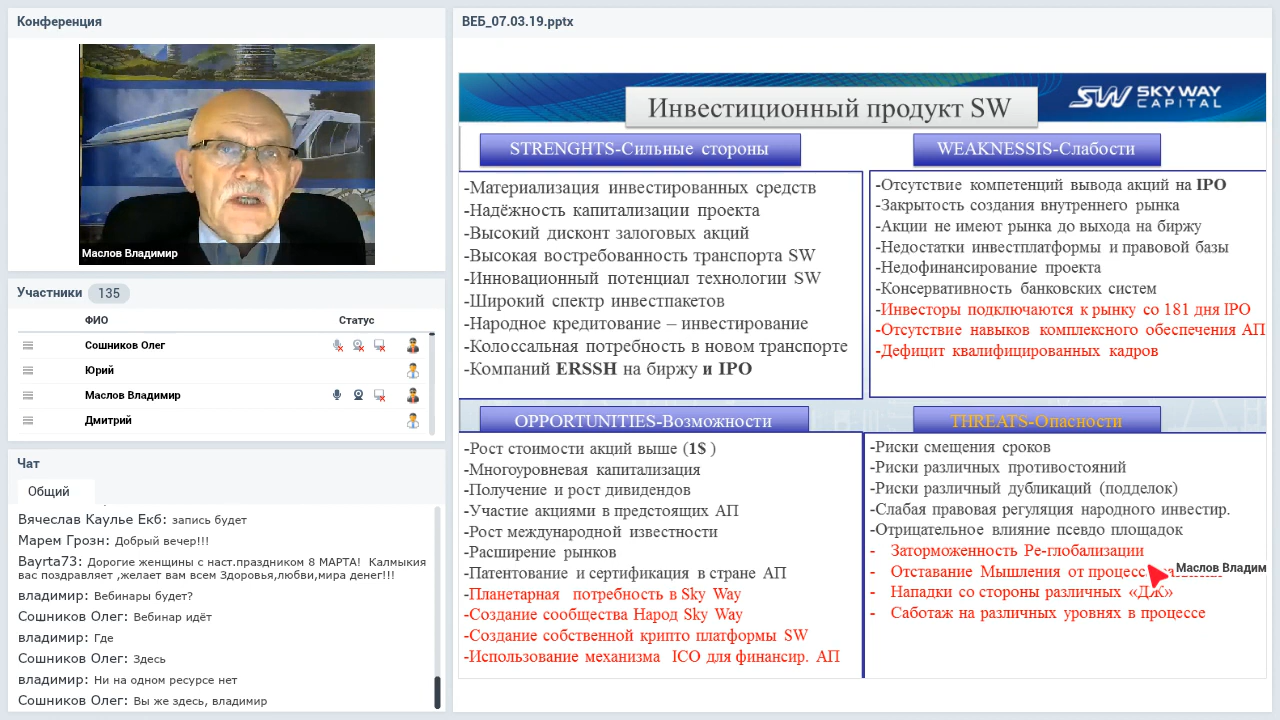 Конференция
Маслов Владимир
Участники 135
ФИО Статус
Сошников Олег
Юрий
Маслов Владимир
Дмитрий
Чат
Общий
Вячеслав Каулье Екб: запись будет
Марем Грозн: Добрый вечер!!!
Bayrta73: Дорогие женщины с наст.праздником 8 МАРТА! Калмыкия
вас поздравляет ,желает вам всем Здоровья,любви,мира денег!!!
владимир: Вебинары будет?
Сошников Олег: Вебинар идёт
владимир: Где
Сошников Олег: Здесь
владимир: Ни на одном ресурсе нет
Сошников Олег: Вы же здесь, владимир
ВЕБ_07.03.19.pptx
SW SKY WAY
CAPITAL
Инвестиционный продукт SW
STRENGHTS-Сильные стороны
-Материализация инвестированных средств
-Надёжность капитализации проекта
-Высокий дисконт залоговых акций
-Высокая востребованность транспорта SW
-Инновационный потенциал технологии SW
-Широкий спектр инвестпакетов
-Народное кредитование – инвестирование
-Колоссальная потребность в новом транспорте
-Компаний ERSSH на биржу и IPO
WEAKNESSIS-Слабости
-Отсутствие компетенций вывода акций на IPO
-Закрытость создания внутреннего рынка
-Акции не имеют рынка до выхода на биржу
-Недостатки инвестплатформы и правовой базы
-Недофинансирование проекта
-Консервативность банковских систем
-Инвесторы подключаются к рынку со 181 дня IPO
-Отсутствие навыков комплексного обеспечения АП
-Дефицит квалифицированных кадров
OPPORTUNITIES-Возможности
-Рост стоимости акций выше (1$ )
-Многоуровневая капитализация
-Получение и рост дивидендов
-Участие акциями в предстоящих АП
-Рост международной известности
-Расширение рынков
-Патентование и сертификация в стране АП
-Планетарная потребность в Sky Way
-Создание сообщества Народ Sky Way
-Создание собственной крипто платформы SW
-Использование механизма ICO для финансир. АП
THREATS-Опасности
-Риски смещения сроков
-Риски различных противостояний
-Риски различный дубликаций (подделок)
-Слабая правовая регуляция народного инвестир.
-Отрицательное влияние псевдо площадок
- Заторможенность Ре-глобализации
- Отставание Мышления от
Маслов Владим
- Нападки со стороны различных «ДЖ»
- Саботаж на различных уровнях в процессе